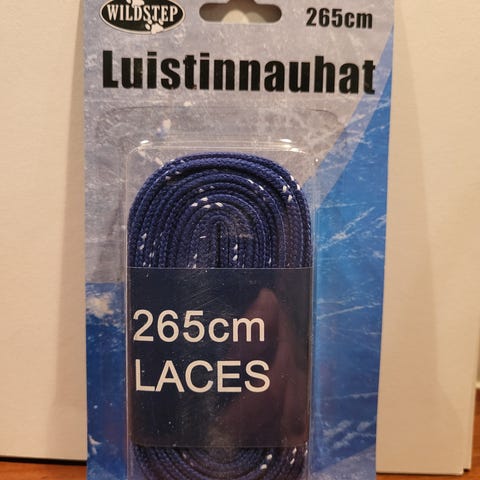 WILDSTEP
265cm
Luistinnauhat
265cm
LACES